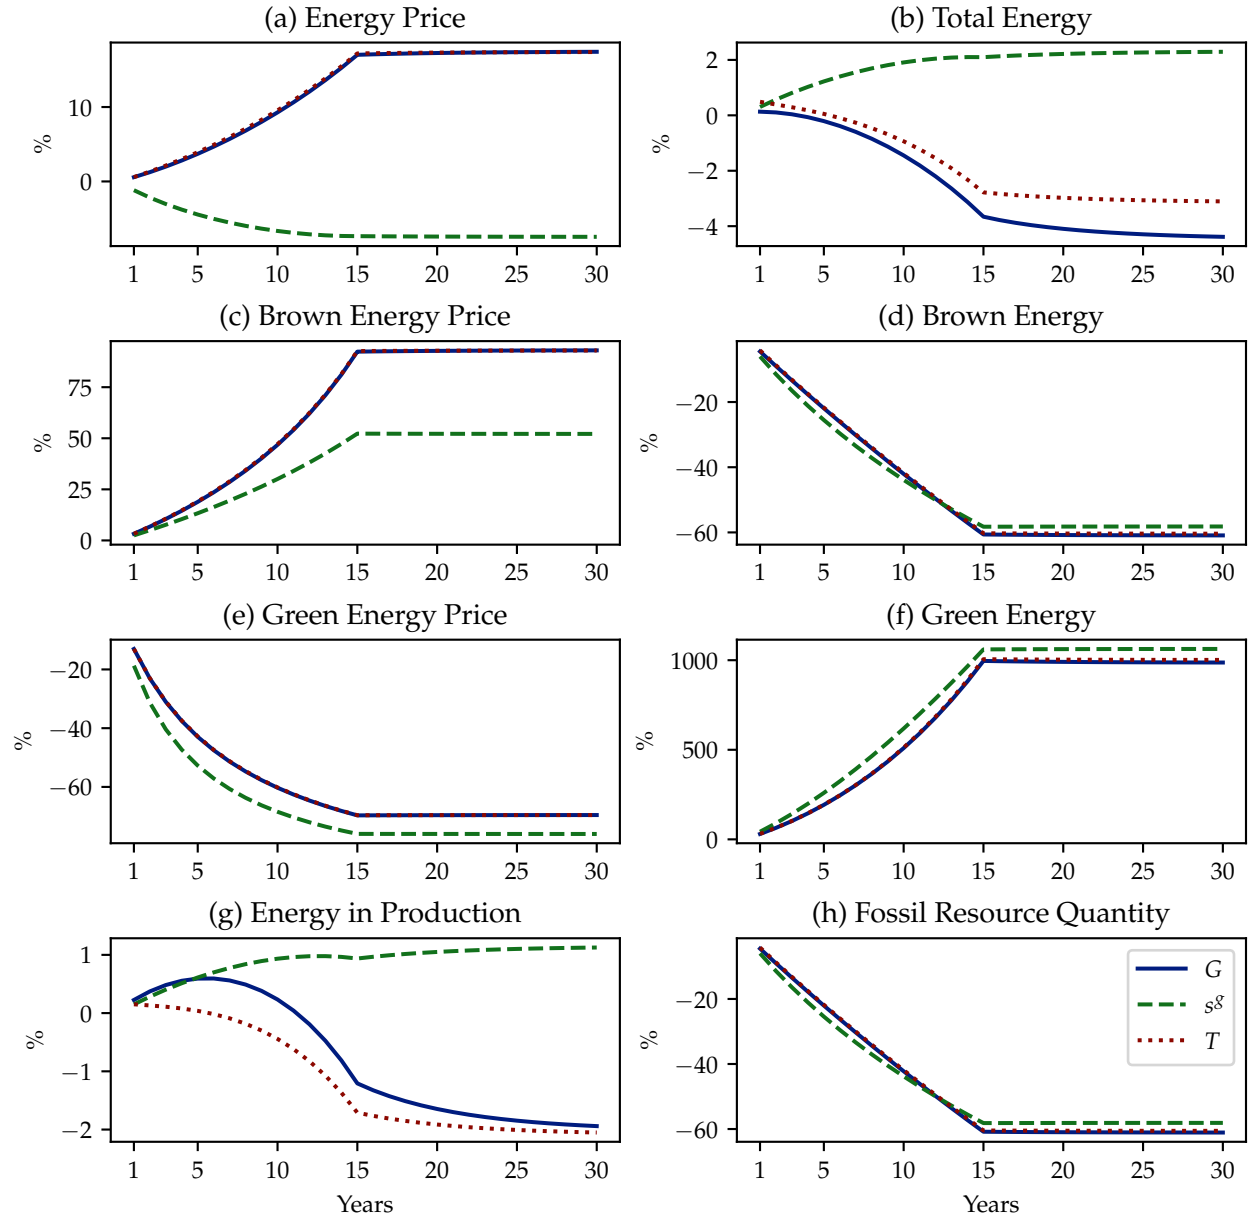 (a) Energy Price
%
10
0
1 5 10 15 20 25 30
(b) Total Energy
%
2
0
−2
−4
1 5 10 15 20 25 30
(c) Brown Energy Price
%
75
50
25
0
1 5 10 15 20 25 30
(d) Brown Energy
%
−20
−40
−60
1 5 10 15 20 25 30
(e) Green Energy Price
%
−20
−40
−60
1 5 10 15 20 25 30
(f) Green Energy
%
1000
500
0
1 5 10 15 20 25 30
(g) Energy in Production
%
1
0
−1
−2
1 5 10 15 20 25 30
Years
(h) Fossil Resource Quantity
%
−20
−40
−60
G
s^g
T
1 5 10 15 20 25 30
Years